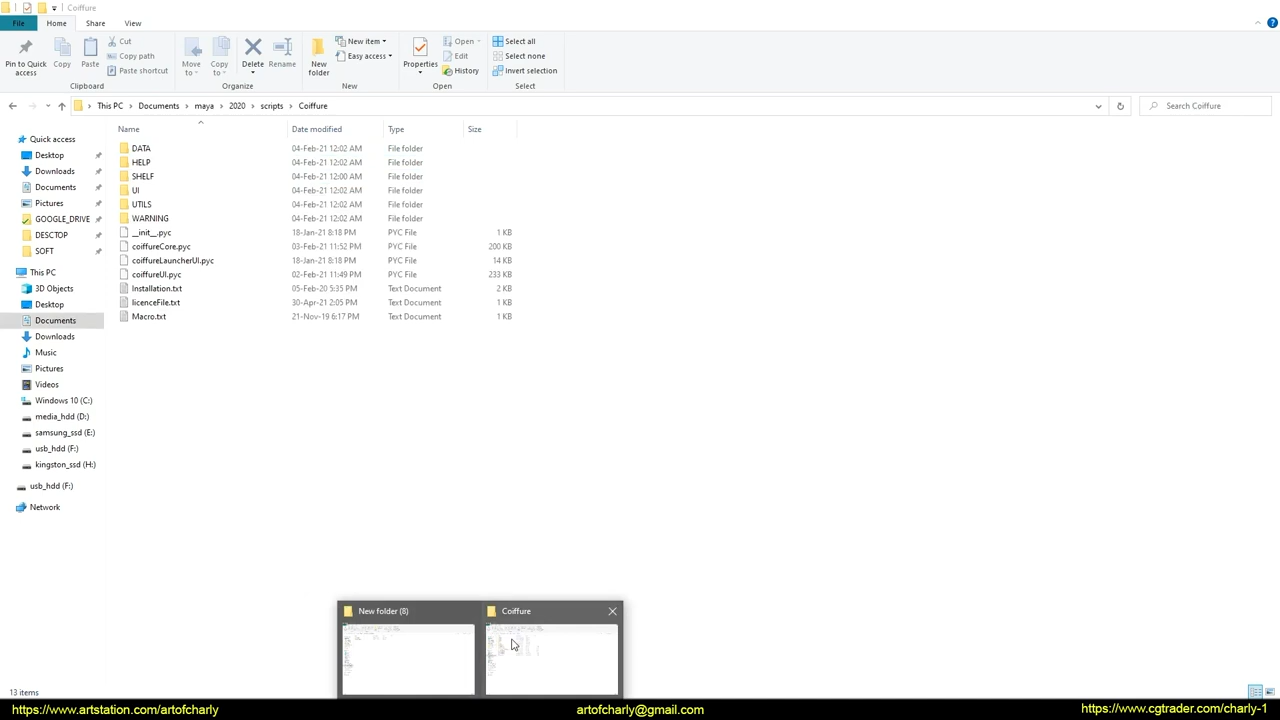 Coiffure
File Home Share View
Pin to Quick access
Copy
Paste
Cut
Copy path
Paste shortcut
Clipboard
Move to
Copy to
Delete
Rename
Organize
New folder
New item
Easy access
New
Properties
Open
Edit
History
Open
Select all
Select none
Invert selection
Select
This PC Documents maya 2020 scripts Coiffure
Search Coiffure
Quick access
Desktop
Downloads
Documents
Pictures
GOOGLE_DRIVE
DESCTOP
SOFT
This PC
3D Objects
Desktop
Documents
Downloads
Music
Pictures
Videos
Windows 10 (C:)
media_hdd (D:)
samsung_ssd (E:)
usb_hdd (F:)
kingston_ssd (H:)
usb_hdd (F:)
Network
Name Date modified Type Size
DATA 04-Feb-21 12:02 AM File folder
HELP 04-Feb-21 12:02 AM File folder
SHELF 04-Feb-21 12:00 AM File folder
UI 04-Feb-21 12:02 AM File folder
UTILS 04-Feb-21 12:02 AM File folder
WARNING 04-Feb-21 12:02 AM File folder
__init__.pyc 18-Jan-21 8:18 PM PYC File 1 KB
coiffureCore.pyc 03-Feb-21 11:52 PM PYC File 200 KB
coiffureLauncherUI.pyc 18-Jan-21 8:18 PM PYC File 14 KB
coiffureUI.pyc 02-Feb-21 11:49 PM PYC File 233 KB
Installation.txt 05-Feb-20 5:35 PM Text Document 2 KB
licenceFile.txt 30-Apr-21 2:05 PM Text Document 1 KB
Macro.txt 21-Nov-19 6:17 PM Text Document 1 KB
New folder (8)
Coiffure
13 items
https://www.artstation.com/artofcharly
artofcharly@gmail.com
https://www.cgtrader.com/charly-1